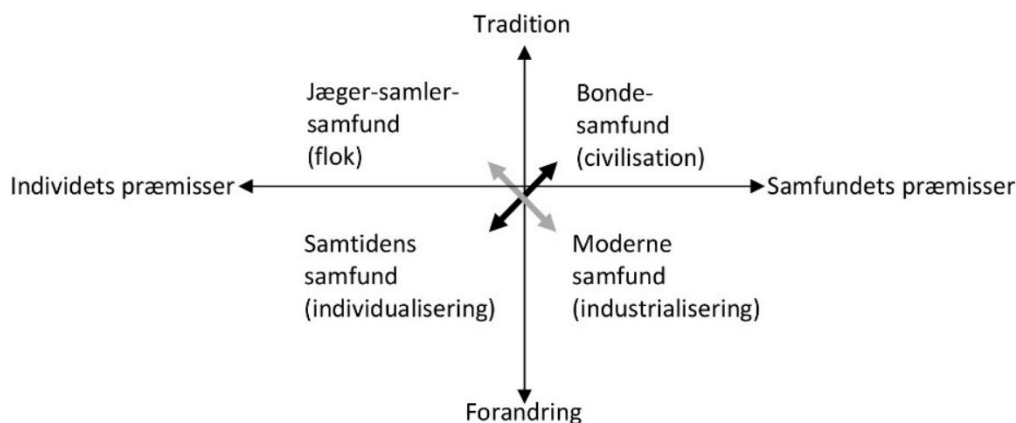 Tradition
Jæger-samler-
samfund
(flok)
Bonde-
samfund
(civilisation)
Individets præmisser
Samfundets præmisser
Samtidens
samfund
(individualisering)
Moderne
samfund
(industrialisering)
Forandring